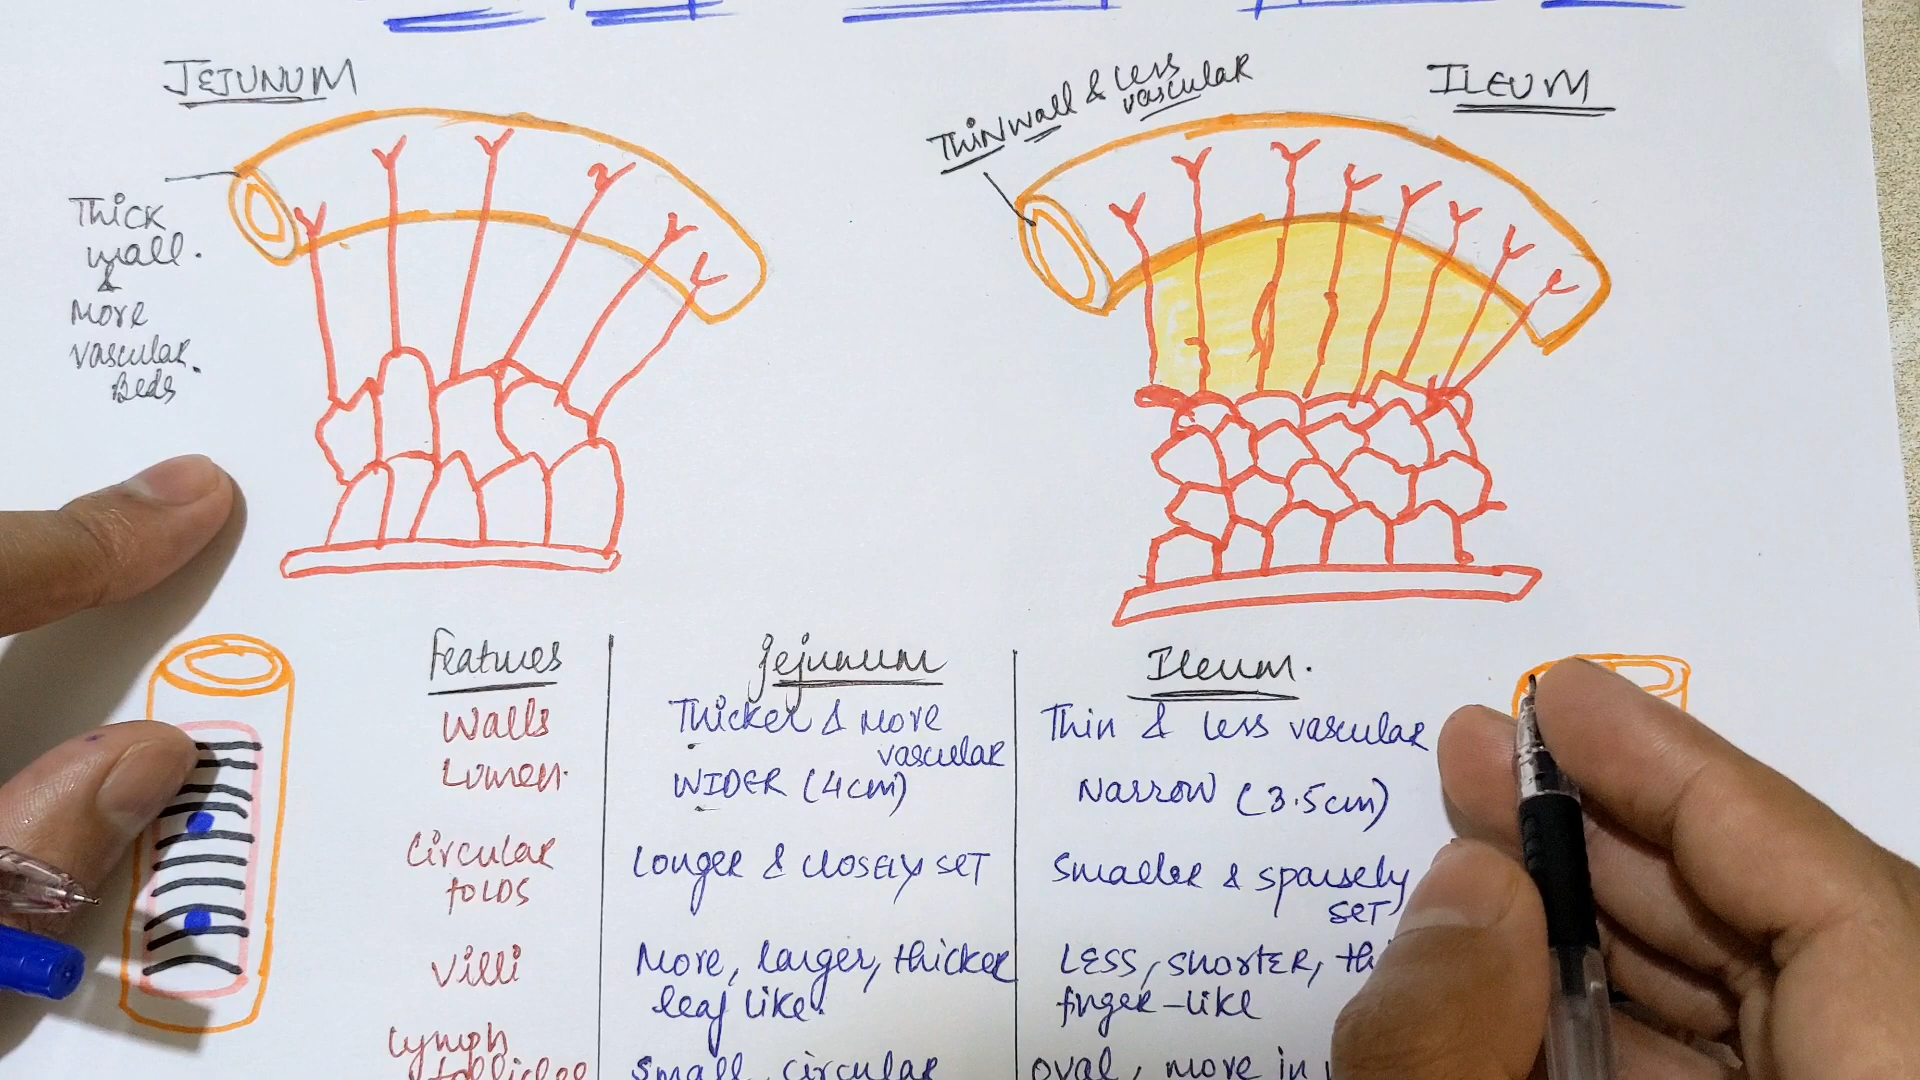 JEJUNUM
Thick
wall.
&
More
vascular.
Beds
Thin wall & less
vascular
ILEUM
Features
Jejunum
Ileum.
Walls
Thicker & More
vascular
Thin & less vascular
Lumen.
WIDER (4cm)
Narrow (3.5cm)
Circular
folds
Longer & closely set
Smaller & sparsely
set
Villi
More, larger, thicker
leaf like.
Less, shorter,
finger-like
Lymph
follicles
Small, circular
oval, more in